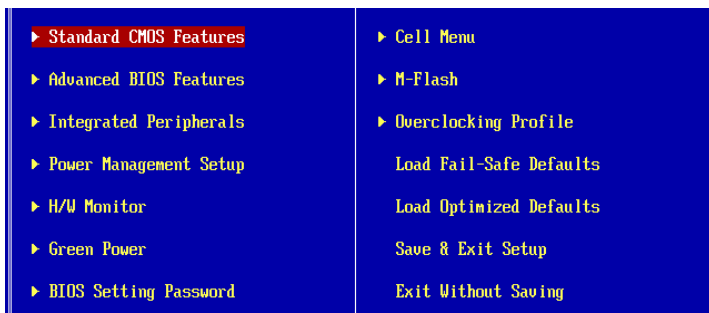 Standard CMOS Features
Advanced BIOS Features
Integrated Peripherals
Power Management Setup
H/W Monitor
Green Power
BIOS Setting Password
Cell Menu
M-Flash
Overclocking Profile
Load Fail-Safe Defaults
Load Optimized Defaults
Save & Exit Setup
Exit Without Saving